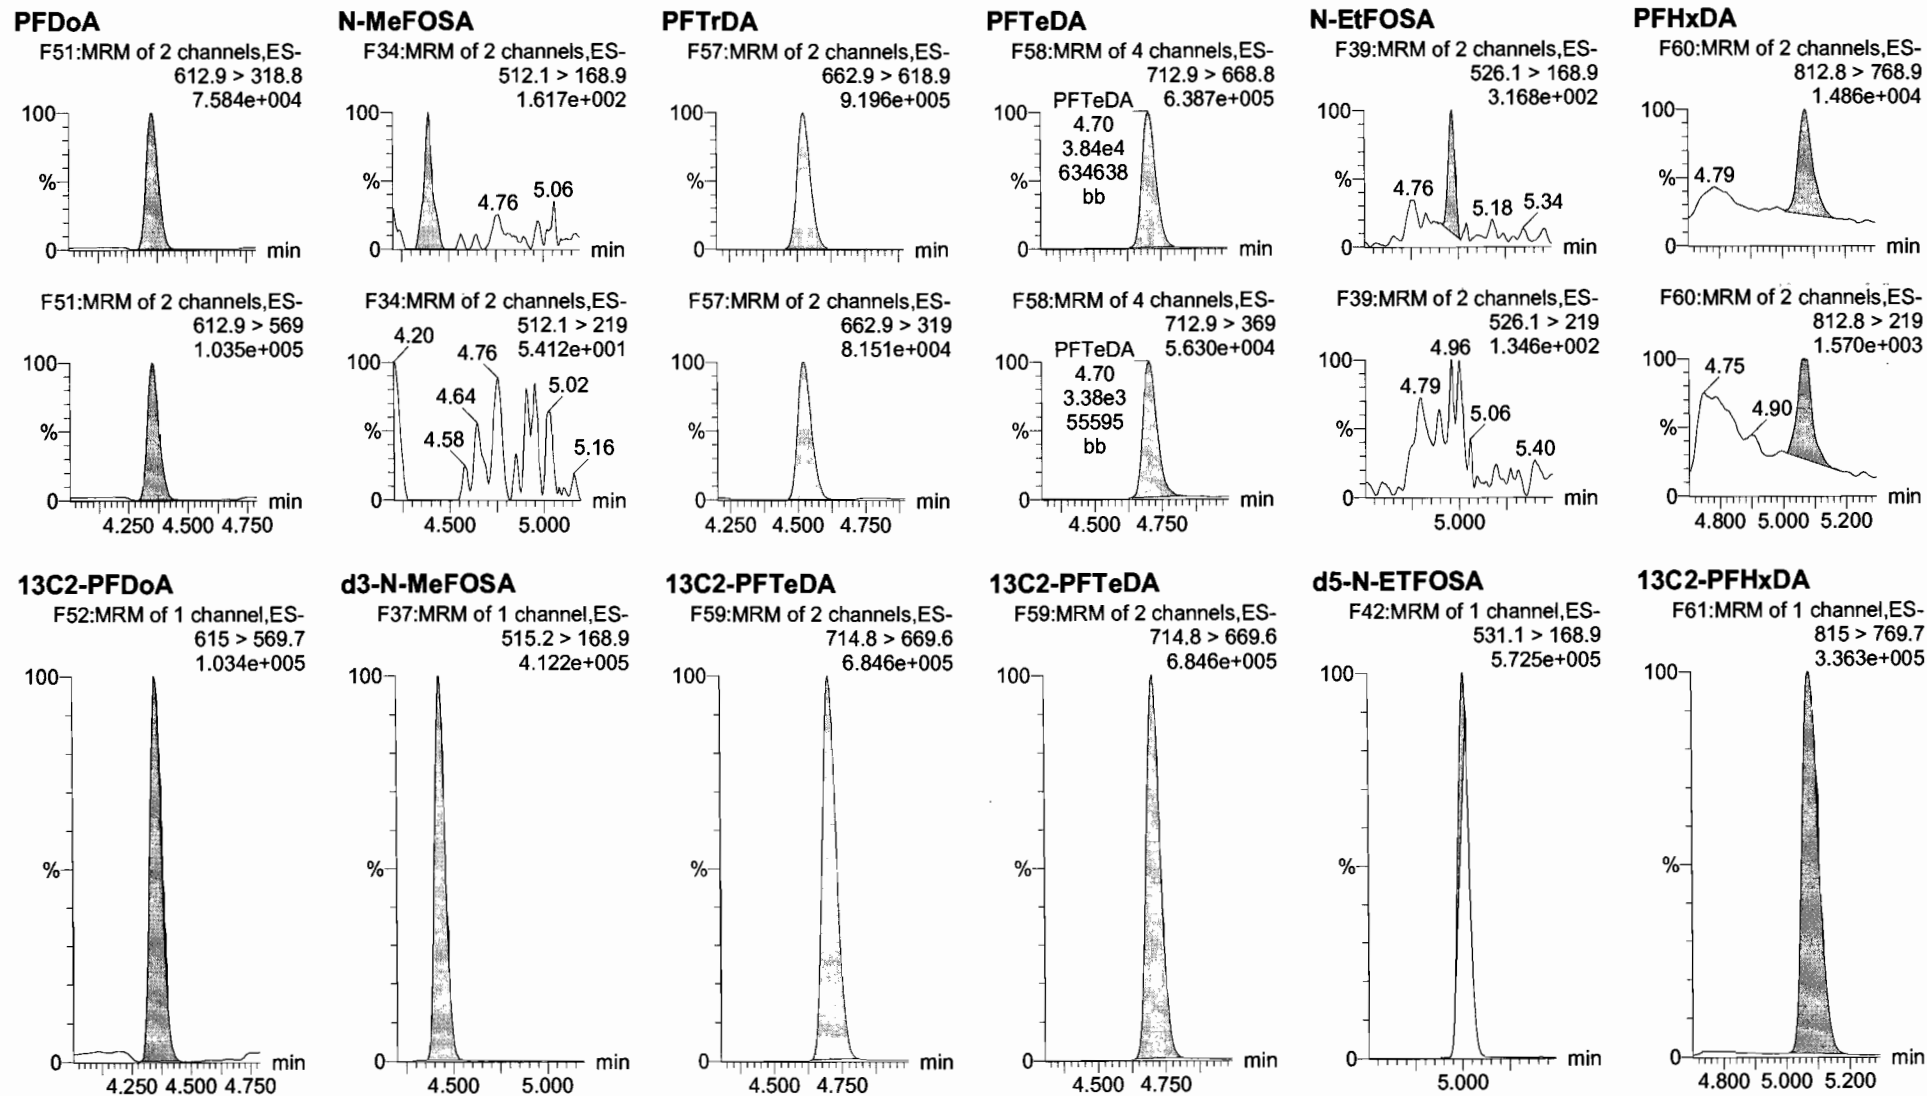 PFDoA
F51:MRM of 2 channels,ES-
612.9 > 318.8
7.584e+004
100
%
0
min
N-MeFOSA
F34:MRM of 2 channels,ES-
512.1 > 168.9
1.617e+002
100
%
4.76
5.06
0
min
PFTrDA
F57:MRM of 2 channels,ES-
662.9 > 618.9
9.196e+005
100
%
0
min
PFTeDA
F58:MRM of 4 channels,ES-
712.9 > 668.8
6.387e+005
PFTeDA
4.70
3.84e4
634638
bb
100
%
0
min
N-EtFOSA
F39:MRM of 2 channels,ES-
526.1 > 168.9
3.168e+002
100
%
4.76
5.18
5.34
0
min
PFHxDA
F60:MRM of 2 channels,ES-
812.8 > 768.9
1.486e+004
100
%
4.79
0
min
F51:MRM of 2 channels,ES-
612.9 > 569
1.035e+005
100
%
0
min
4.250 4.500 4.750
F34:MRM of 2 channels,ES-
512.1 > 219
5.412e+001
4.20
4.76
100
4.64
5.02
%
4.58
5.16
0
min
4.500 5.000
F57:MRM of 2 channels,ES-
662.9 > 319
8.151e+004
100
%
0
min
4.250 4.500 4.750
F58:MRM of 4 channels,ES-
712.9 > 369
5.630e+004
PFTeDA
4.70
3.38e3
55595
bb
100
%
0
min
4.500 4.750
F39:MRM of 2 channels,ES-
526.1 > 219
1.346e+002
4.96
100
4.79
5.06
%
5.40
0
min
5.000
F60:MRM of 2 channels,ES-
812.8 > 219
1.570e+003
100
4.75
4.90
%
0
min
4.800 5.000 5.200
13C2-PFDoA
F52:MRM of 1 channel,ES-
615 > 569.7
1.034e+005
100
%
0
min
4.250 4.500 4.750
d3-N-MeFOSA
F37:MRM of 1 channel,ES-
515.2 > 168.9
4.122e+005
100
%
0
min
4.500 5.000
13C2-PFTeDA
F59:MRM of 2 channels,ES-
714.8 > 669.6
6.846e+005
100
%
0
min
4.500 4.750
13C2-PFTeDA
F59:MRM of 2 channels,ES-
714.8 > 669.6
6.846e+005
100
%
0
min
4.500 4.750
d5-N-ETFOSA
F42:MRM of 1 channel,ES-
531.1 > 168.9
5.725e+005
100
%
0
min
5.000
13C2-PFHxDA
F61:MRM of 1 channel,ES-
815 > 769.7
3.363e+005
100
%
0
min
4.800 5.000 5.200